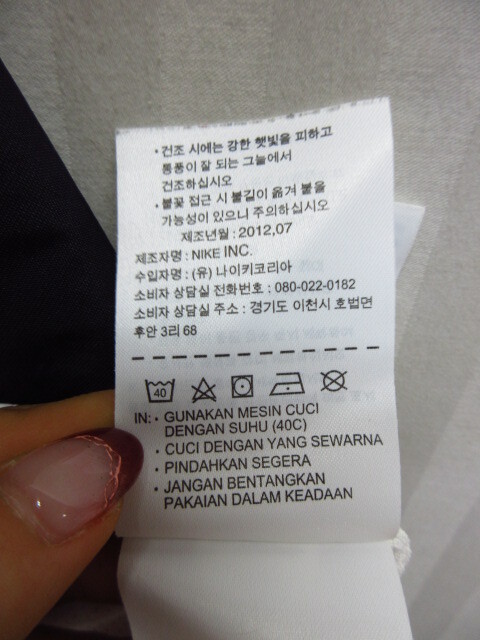 • 건조 시에는 강한 햇빛을 피하고
통풍이 잘 되는 그늘에서
건조하십시오
• 불꽃 접근 시 불길이 옮겨 붙을
가능성이 있으니 주의하십시오
제조년월 : 2012,07
제조자명 : NIKE INC.
수입자명 : (유) 나이키코리아
소비자 상담실 전화번호 : 080-022-0182
소비자 상담실 주소 : 경기도 이천시 호법면
후안 3리 68
40
IN: • GUNAKAN MESIN CUCI
DENGAN SUHU (40C)
• CUCI DENGAN YANG SEWARNA
• PINDAHKAN SEGERA
• JANGAN BENTANGKAN
PAKAIAN DALAM KEADAAN